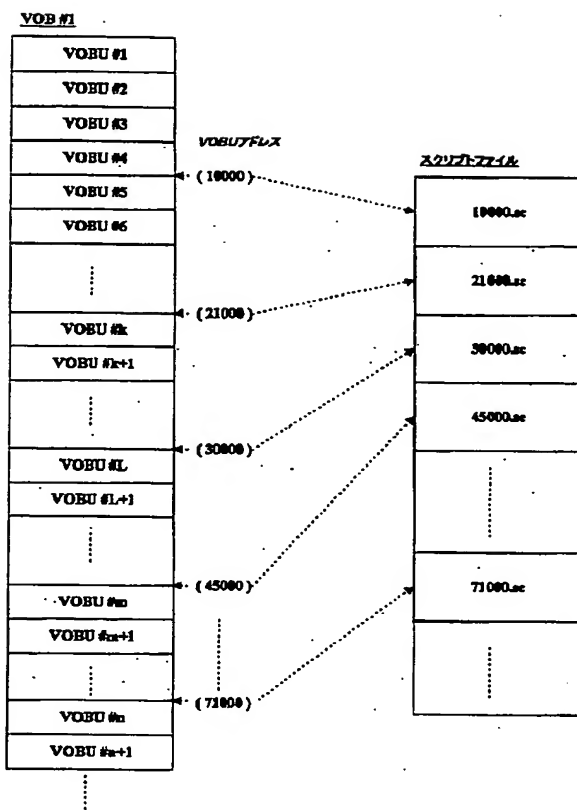 VOB #1
VOBU #1
VOBU #2
VOBU #3
VOBU #4
VOBU #5
VOBU #6
VOBU #k
VOBU #k+1
VOBU #L
VOBU #L+1
VOBU #m
VOBU #m+1
VOBU #n
VOBU #n+1
VOBUアドレス
(10000)
(21000)
(30000)
(45000)
(71000)
スクリプトファイル
10000.sc
21000.sc
30000.sc
45000.sc
71000.sc